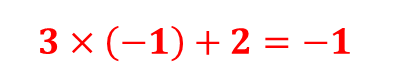 3 × (−1) + 2 = −1